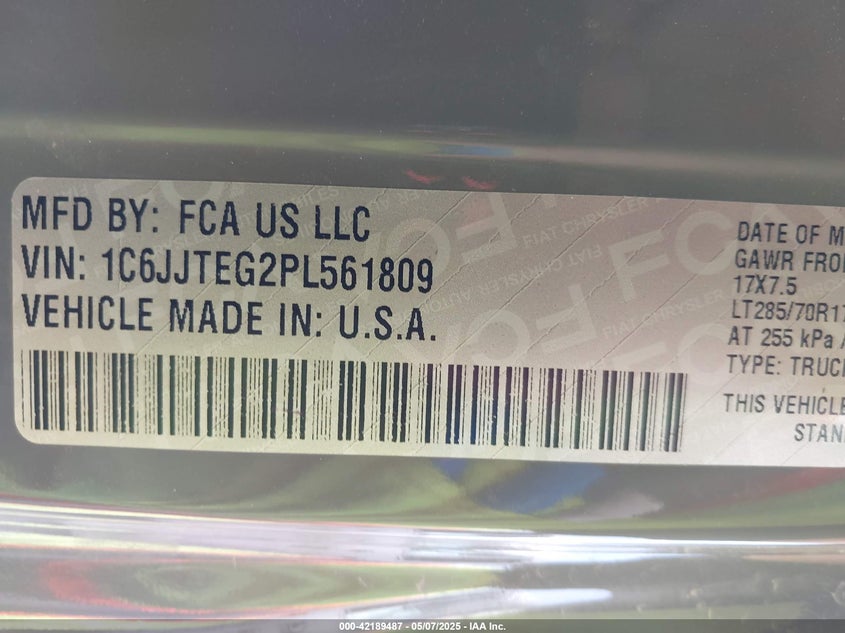 MFD BY: FCA US LLC
VIN: 1C6JJTEG2PL561809
VEHICLE MADE IN: U.S.A.
DATE OF M
GAWR FRO
17X7.5
LT285/70R17
AT 255 kPa
TYPE: TRUC
THIS VEHICLE
STAN
000-42189487 - 05/07/2025 - IAA Inc.